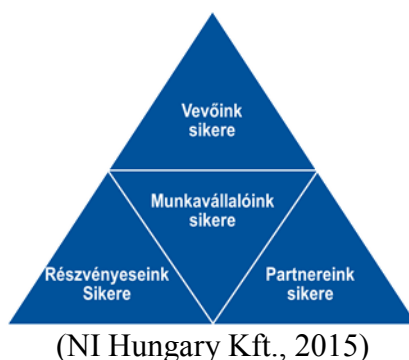 Vevőink
sikere
Munkavállalóink
sikere
Részvényeseink
Sikere
Partnereink
sikere
(NI Hungary Kft., 2015)